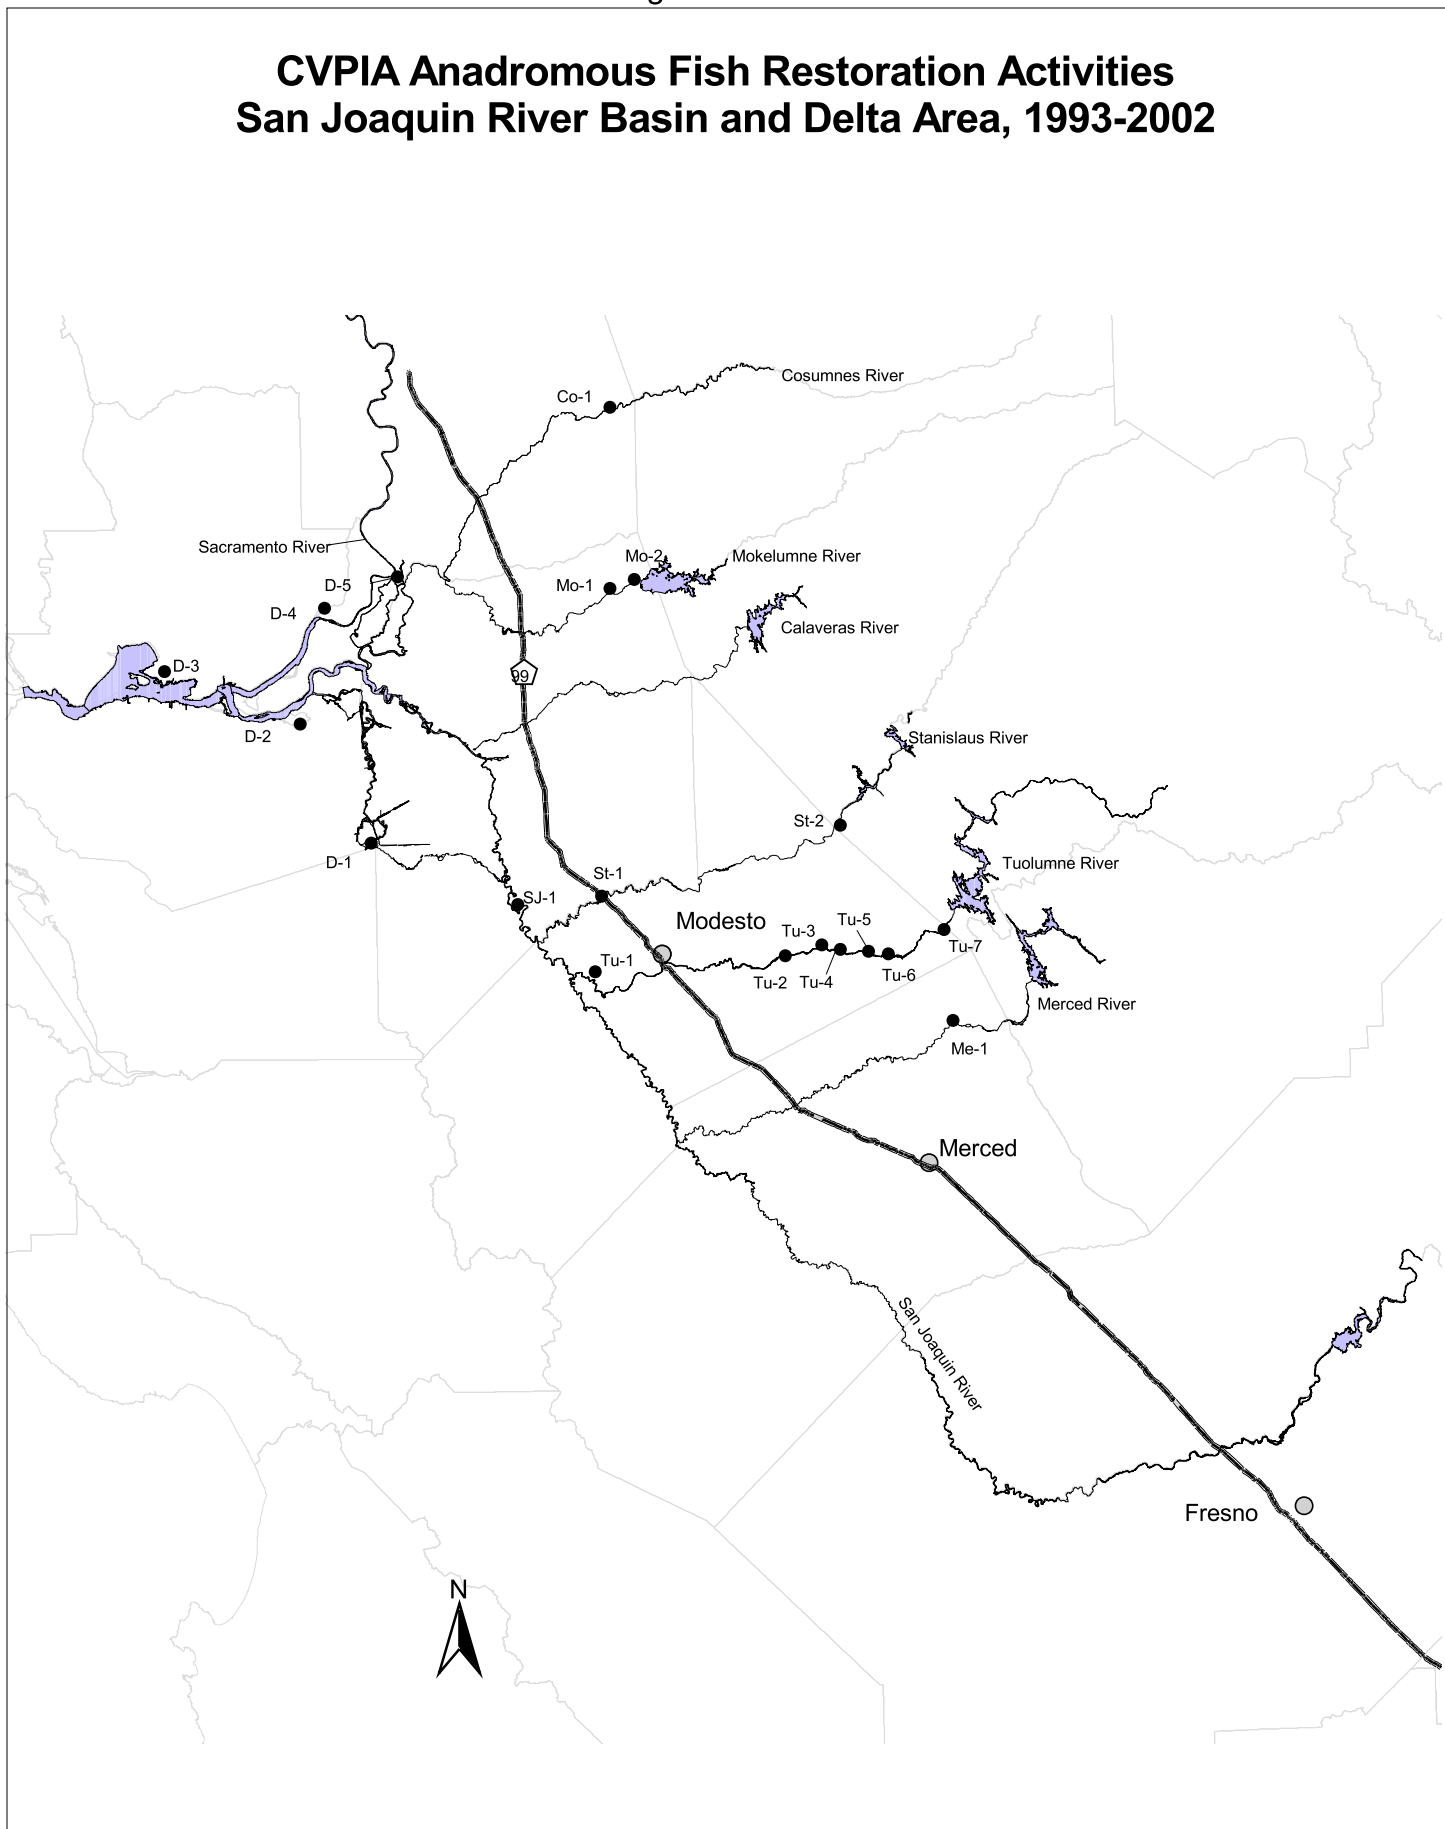 CVPIA Anadromous Fish Restoration Activities
San Joaquin River Basin and Delta Area, 1993-2002
Cosumnes River
Co-1
Sacramento River
Mo-2
Mokelumne River
D-5
Mo-1
D-4
Calaveras River
D-3
99
D-2
Stanislaus River
St-2
D-1
Tuolumne River
St-1
SJ-1
Modesto
Tu-5
Tu-3
Tu-7
Tu-1
Tu-2
Tu-4
Tu-6
Merced River
Me-1
Merced
San Joaquin River
Fresno
N